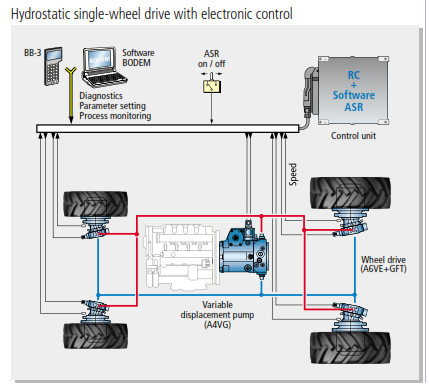 Hydrostatic single-wheel drive with electronic control
BB-3
Software
BODEM
BODEM
ASR
on / off
RC
+
Software
ASR
Diagnostics
Parameter setting
Process monitoring
Control unit
Speed
Wheel drive
(A6VE+GFT)
Variable
displacement pump
(A4VG)